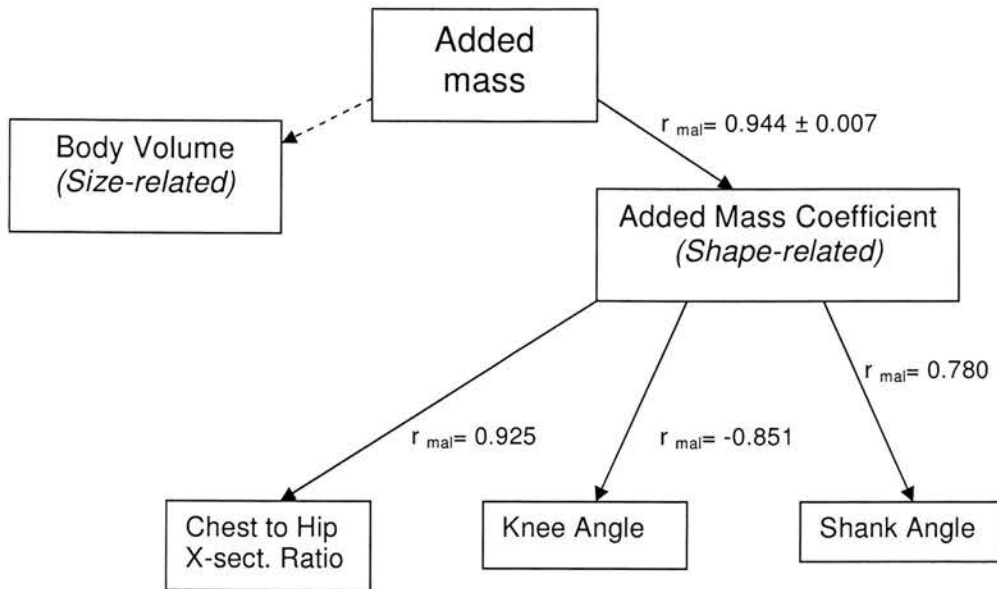 Added
mass
r mal= 0.944 ± 0.007
Body Volume
(Size-related)
Added Mass Coefficient
(Shape-related)
r mal= 0.780
r mal= 0.925
r mal= -0.851
Chest to Hip
X-sect. Ratio
Knee Angle
Shank Angle